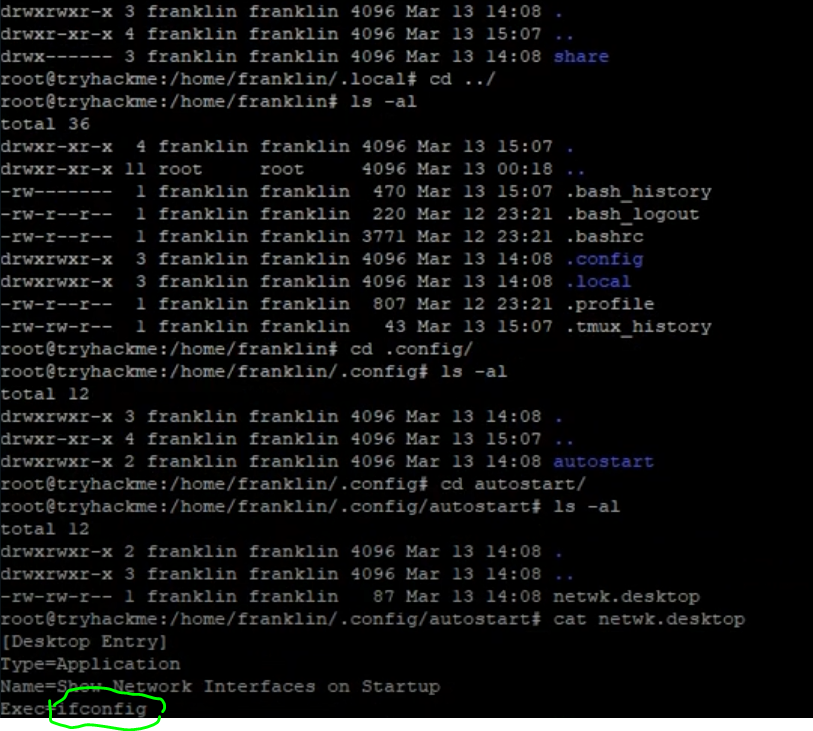 drwxrwxr-x 3 franklin franklin 4096 Mar 13 14:08 .
drwxr-xr-x 4 franklin franklin 4096 Mar 13 15:07 ..
drwx------ 3 franklin franklin 4096 Mar 13 14:08 share
root@tryhackme:/home/franklin/.local# cd ../
root@tryhackme:/home/franklin# ls -al
total 36
drwxr-xr-x  4 franklin franklin 4096 Mar 13 15:07 .
drwxr-xr-x 11 root     root     4096 Mar 13 00:18 ..
-rw-------  1 franklin franklin  470 Mar 13 15:07 .bash_history
-rw-r--r--  1 franklin franklin  220 Mar 12 23:21 .bash_logout
-rw-r--r--  1 franklin franklin 3771 Mar 12 23:21 .bashrc
drwxrwxr-x  3 franklin franklin 4096 Mar 13 14:08 .config
drwxrwxr-x  3 franklin franklin 4096 Mar 13 14:08 .local
-rw-r--r--  1 franklin franklin  807 Mar 12 23:21 .profile
-rw-rw-r--  1 franklin franklin   43 Mar 13 15:07 .tmux_history
root@tryhackme:/home/franklin# cd .config/
root@tryhackme:/home/franklin/.config# ls -al
total 12
drwxrwxr-x 3 franklin franklin 4096 Mar 13 14:08 .
drwxr-xr-x 4 franklin franklin 4096 Mar 13 15:07 ..
drwxrwxr-x 2 franklin franklin 4096 Mar 13 14:08 autostart
root@tryhackme:/home/franklin/.config# cd autostart/
root@tryhackme:/home/franklin/.config/autostart# ls -al
total 12
drwxrwxr-x 2 franklin franklin 4096 Mar 13 14:08 .
drwxrwxr-x 3 franklin franklin 4096 Mar 13 14:08 ..
-rw-rw-r-- 1 franklin franklin   87 Mar 13 14:08 netwk.desktop
root@tryhackme:/home/franklin/.config/autostart# cat netwk.desktop
[Desktop Entry]
Type=Application
Name=Show Network Interfaces on Startup
Exec=ifconfig